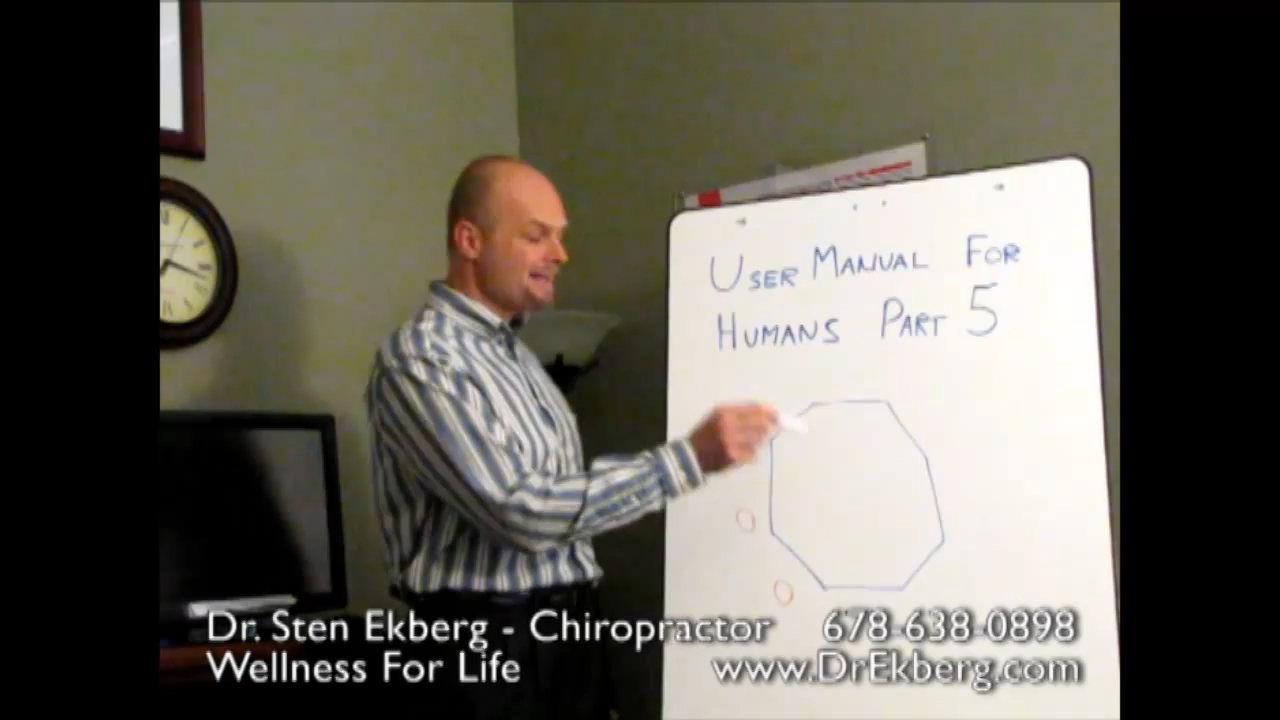 USER MANUAL FOR
HUMANS PART 5
Dr. Sten Ekberg - Chiropractor 678-638-0898
Wellness For Life www.DrEkberg.com